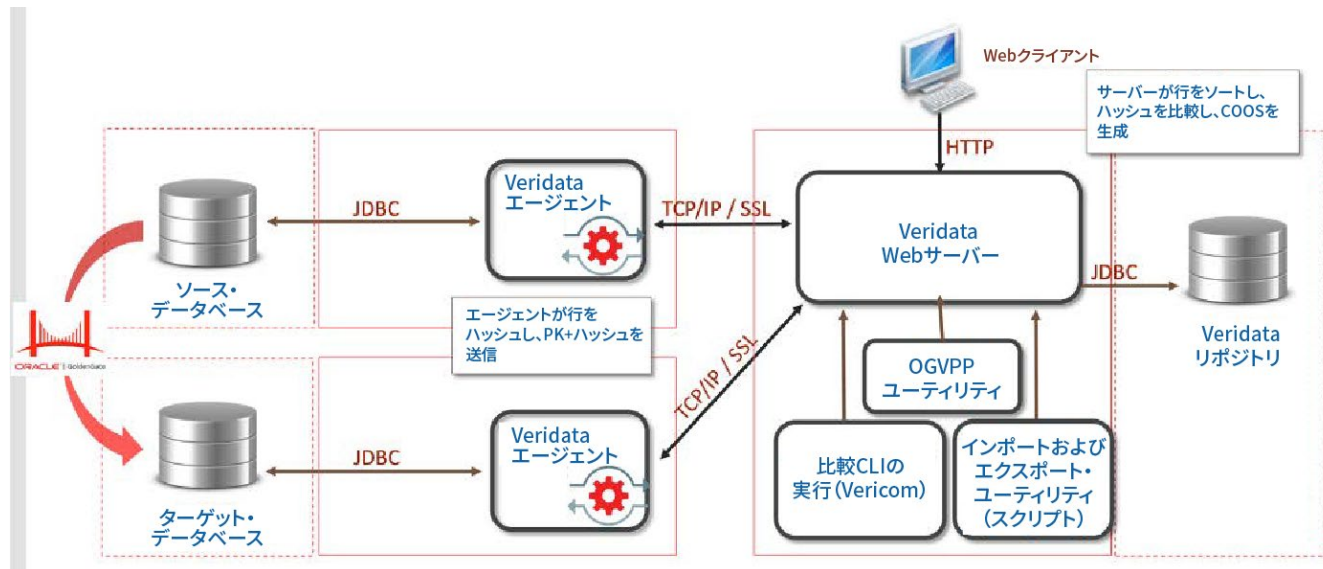 Webクライアント
サーバーが行をソートし、
ハッシュを比較し、COOSを
生成
HTTP
Veridata
エージェント
JDBC
TCP/IP / SSL
Veridata
Webサーバー
JDBC
ソース・
データベース
エージェントが行を
ハッシュし、PK+ハッシュを
送信
Veridata
リポジトリ
ORACLE | GoldenGate
TCP/IP / SSL
OGVPP
ユーティリティ
Veridata
エージェント
JDBC
比較CLIの
実行(Vericom)
インポートおよび
エクスポート・
ユーティリティ
(スクリプト)
ターゲット・
データベース